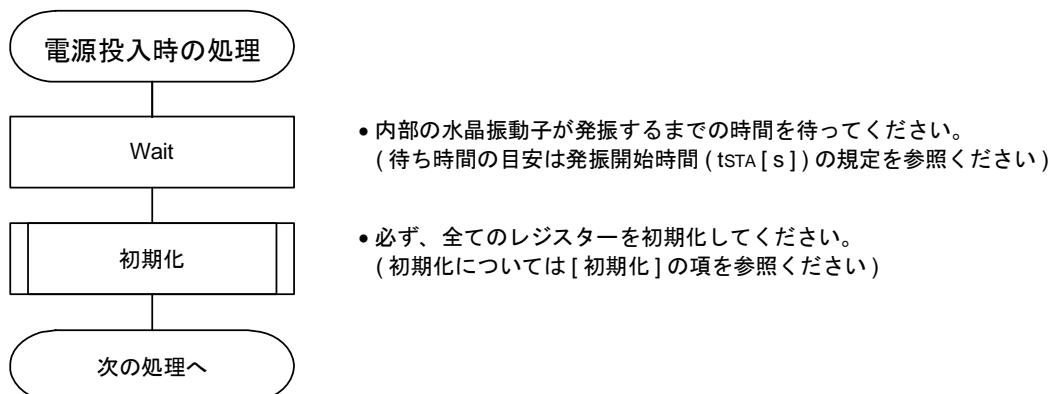 電源投入時の処理
Wait
• 内部の水晶振動子が発振するまでの時間を待ってください。
( 待ち時間の目安は発振開始時間 ( tSTA [ s ] ) の規定を参照ください )
初期化
• 必ず、全てのレジスターを初期化してください。
( 初期化については [ 初期化 ] の項を参照ください )
次の処理へ